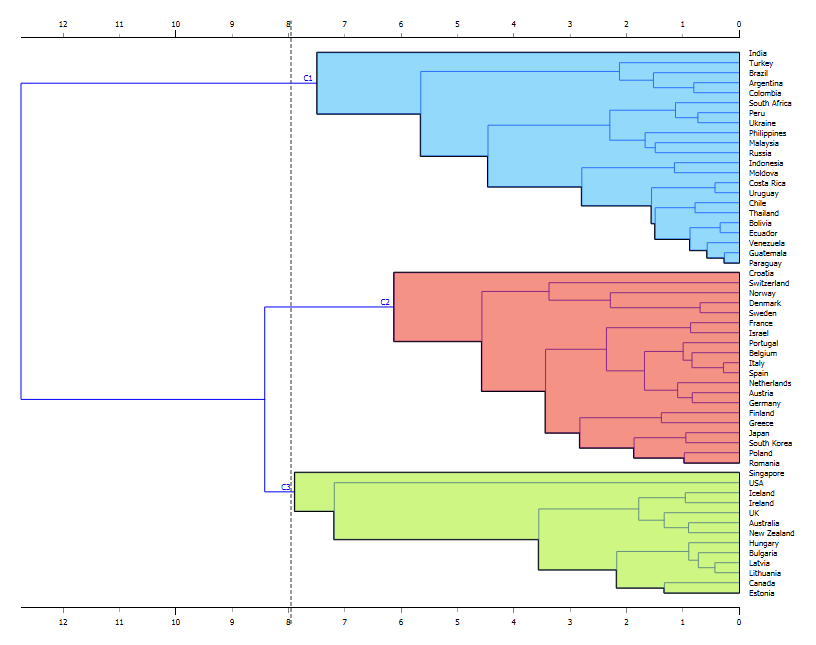 12 11 10 9 8 7 6 5 4 3 2 1 0
India
Turkey
C1
Brazil
Argentina
Colombia
South Africa
Peru
Ukraine
Philippines
Malaysia
Russia
Indonesia
Moldova
Costa Rica
Uruguay
Chile
Thailand
Bolivia
Ecuador
Venezuela
Guatemala
Paraguay
Croatia
Switzerland
Norway
C2
Denmark
Sweden
France
Israel
Portugal
Belgium
Italy
Spain
Netherlands
Austria
Germany
Finland
Greece
Japan
South Korea
Poland
Romania
Singapore
USA
C3
Iceland
Ireland
UK
Australia
New Zealand
Hungary
Bulgaria
Latvia
Lithuania
Canada
Estonia
12 11 10 9 8 7 6 5 4 3 2 1 0